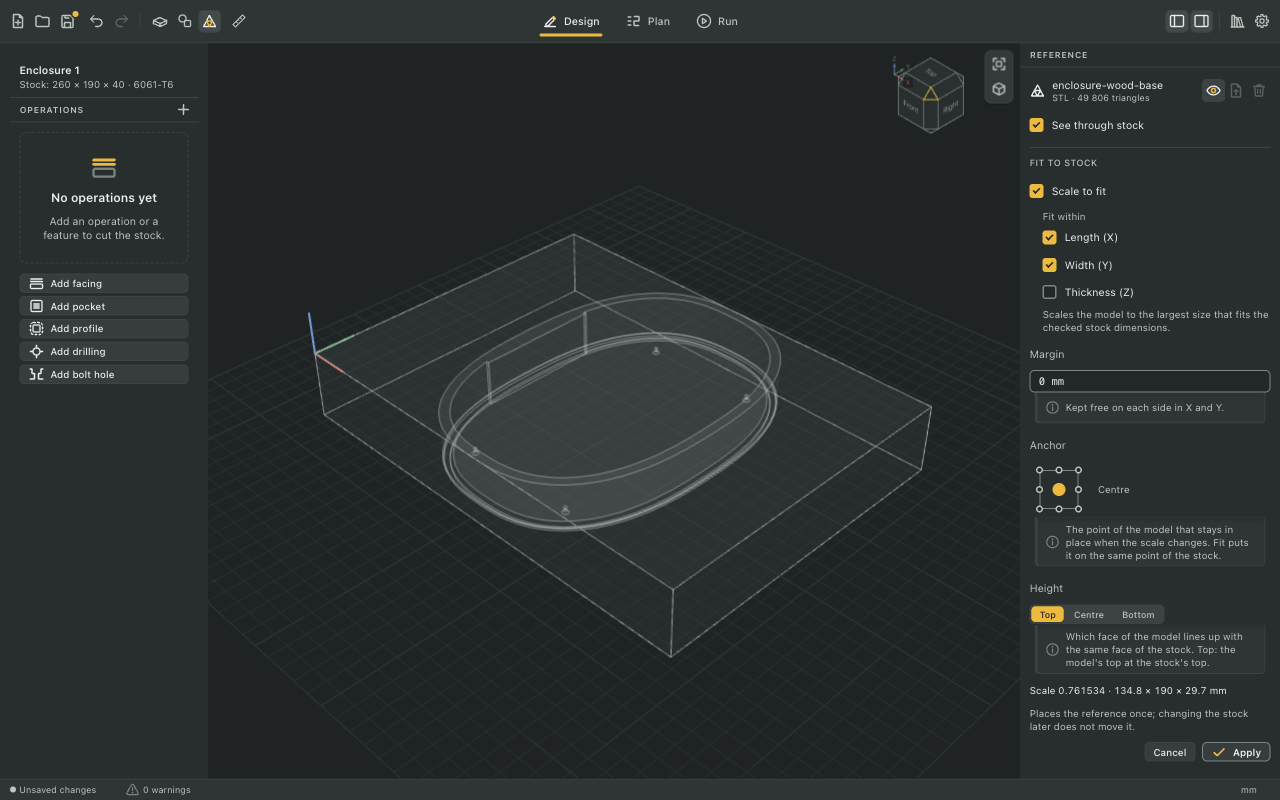 Design
Plan
Run
Enclosure 1
Stock: 260 × 190 × 40 · 6061-T6
OPERATIONS
No operations yet
Add an operation or a
feature to cut the stock.
Add facing
Add pocket
Add profile
Add drilling
Add bolt hole
Top
Front
Right
Z
X
REFERENCE
enclosure-wood-base
STL · 49 806 triangles
See through stock
FIT TO STOCK
Scale to fit
Fit within
Length (X)
Width (Y)
Thickness (Z)
Scales the model to the largest size that fits the
checked stock dimensions.
Margin
0 mm
Kept free on each side in X and Y.
Anchor
Centre
The point of the model that stays in
place when the scale changes. Fit puts
it on the same point of the stock.
Height
Top
Centre
Bottom
Which face of the model lines up with
the same face of the stock. Top: the
model's top at the stock's top.
Scale 0.761534 · 134.8 × 190 × 29.7 mm
Places the reference once; changing the stock
later does not move it.
Cancel
Apply
Unsaved changes
0 warnings
mm